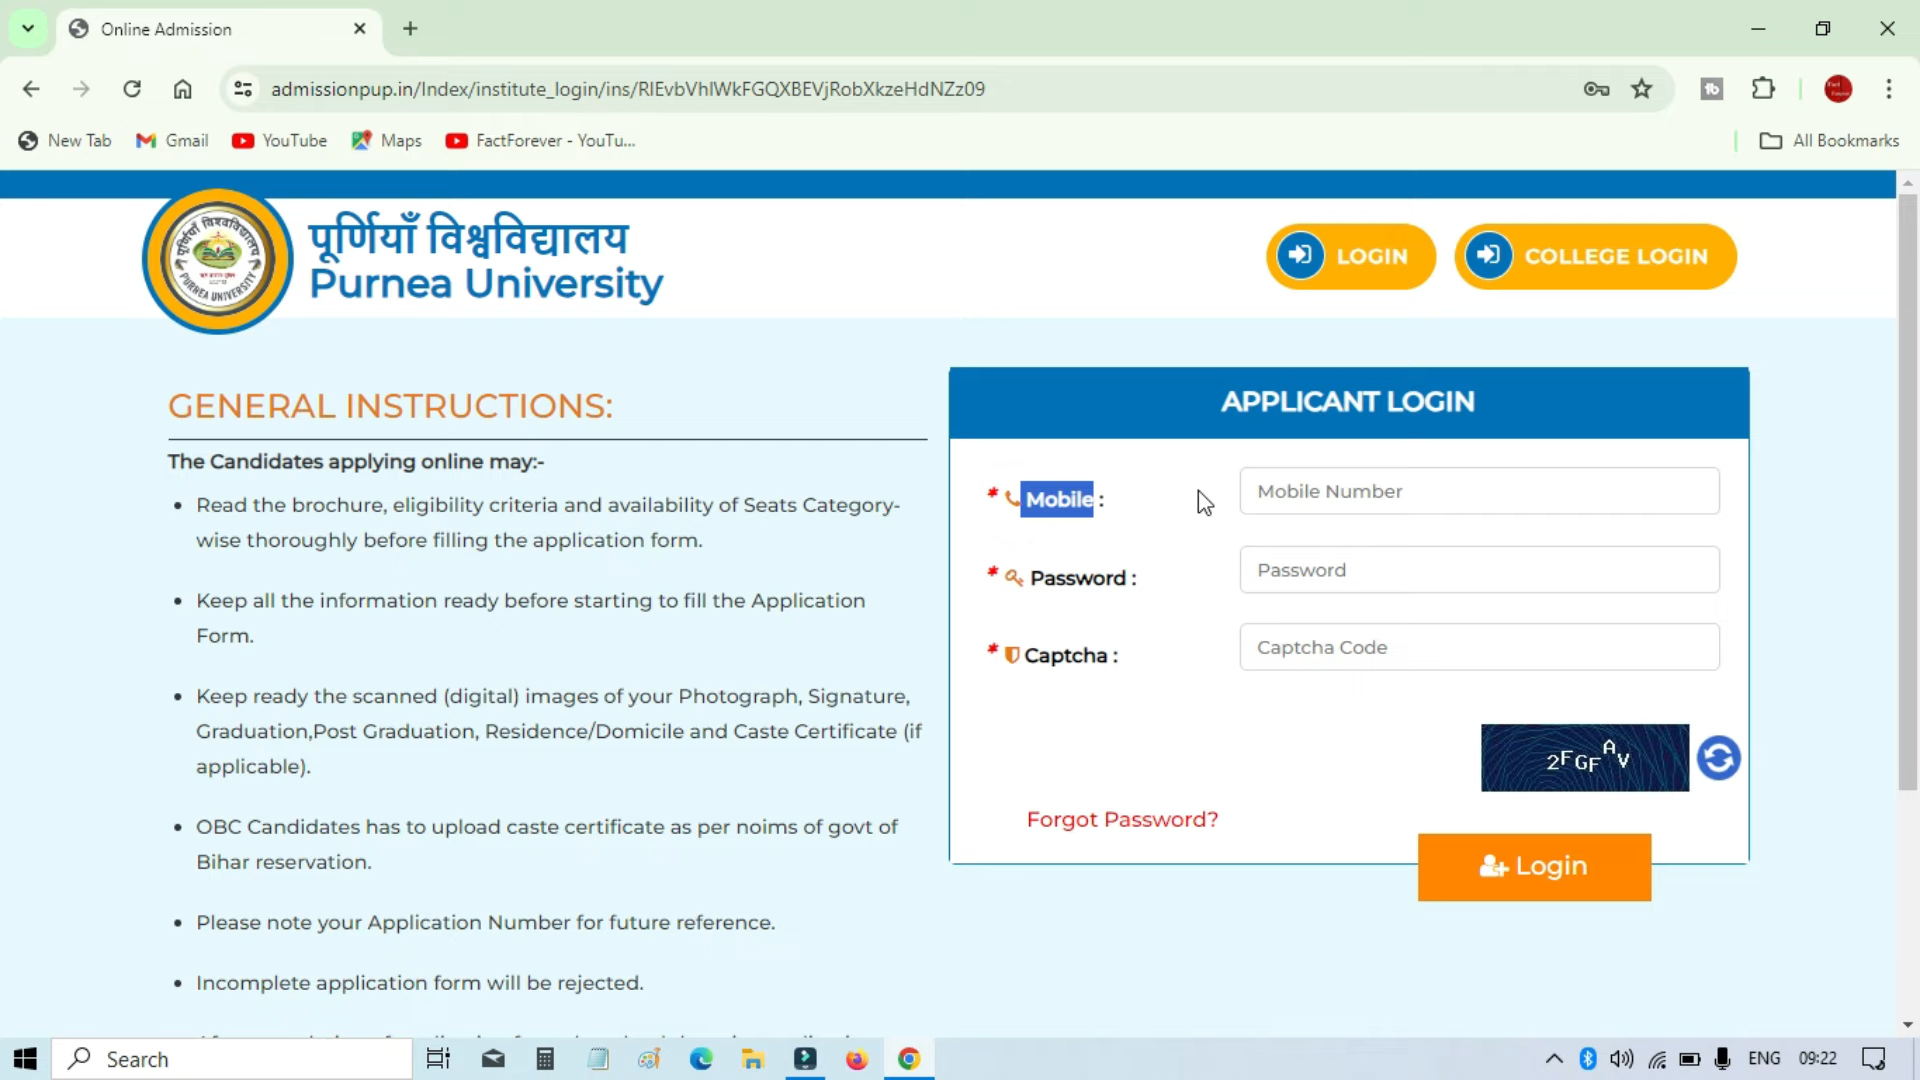 Online Admission
admissionpup.in/Index/institute_login/ins/RlEvbVhlWkFGQXBEVjRobXkzeHdNZz09
New Tab Gmail YouTube Maps FactForever - YouTu... All Bookmarks
पूर्णियाँ विश्वविद्यालय
Purnea University
LOGIN COLLEGE LOGIN
GENERAL INSTRUCTIONS:
The Candidates applying online may:-
• Read the brochure, eligibility criteria and availability of Seats Category-
wise thoroughly before filling the application form.
• Keep all the information ready before starting to fill the Application
Form.
• Keep ready the scanned (digital) images of your Photograph, Signature,
Graduation,Post Graduation, Residence/Domicile and Caste Certificate (if
applicable).
• OBC Candidates has to upload caste certificate as per noims of govt of
Bihar reservation.
• Please note your Application Number for future reference.
• Incomplete application form will be rejected.
APPLICANT LOGIN
* Mobile : Mobile Number
* Password : Password
* Captcha : Captcha Code
2FGFAV
Forgot Password?
Login
Search ENG 09:22